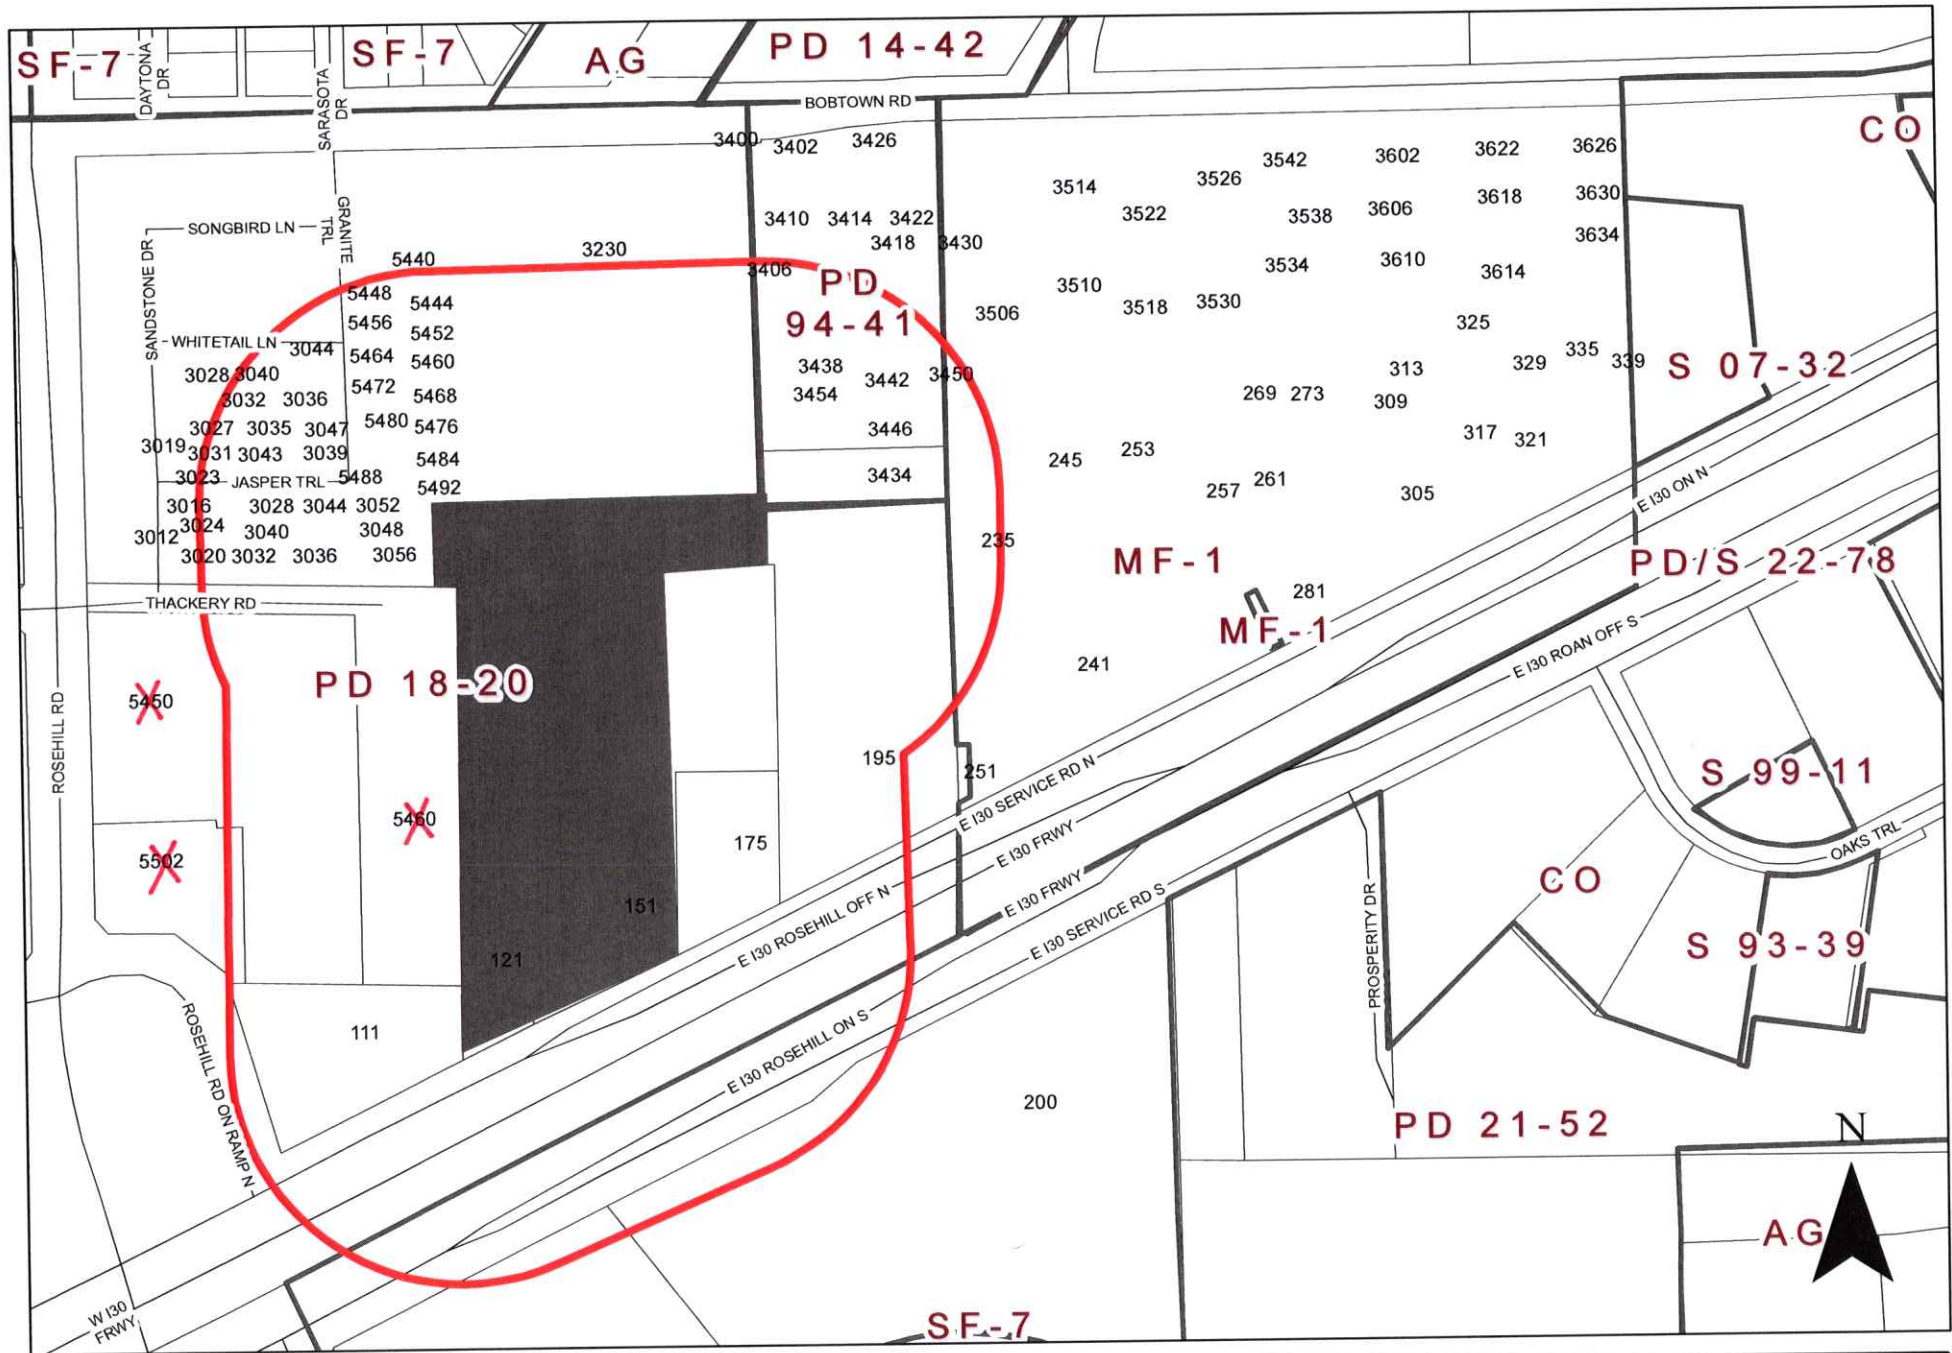 SF-7
DAYTONA
DR
SARASOTA
DR
SF-7
AG
PD 14-42
BOBTOWN RD
CO
3400
3402
3426
3542
3602
3622
3626
3514
3526
3618
3630
3522
3538
3606
3634
SONGBIRD LN
GRANITE
TRL
SANDSTONE DR
3410
3414
3422
3418
3430
5440
3230
3406
PD
94-41
3534
3610
3614
3510
3518
3530
3506
325
5448
5444
5456
5452
WHITETAIL LN
3044
5464
5460
3028
3040
5472
5468
3032
3036
3438
3442
3450
3454
3446
3434
269
273
313
309
329
335
339
S 07-32
317
321
3027
3035
3047
5480
5476
3019
3031
3043
3039
5484
3023
JASPER TRL
5488
5492
3016
3028
3044
3052
3024
3040
3048
3012
3020
3032
3036
3056
245
253
257
261
305
E I30 ON N
235
MF-1
PD/S 22-78
281
MF-1
THACKERY RD
E I30 ROAN OFF S
241
PD 18-20
5450
ROSEHILL RD
195
251
E I30 SERVICE RD N
S 99-11
5460
5502
175
E I30 FRWY
OAKS TRL
151
E I30 ROSEHILL OFF N
E I30 FRWY
E I30 SERVICE RD S
CO
PROSPERITY DR
S 93-39
121
111
ROSEHILL RD ON RAMP N
E I30 ROSEHILL ON S
200
PD 21-52
N
AG
W I30
FRWY
SF-7